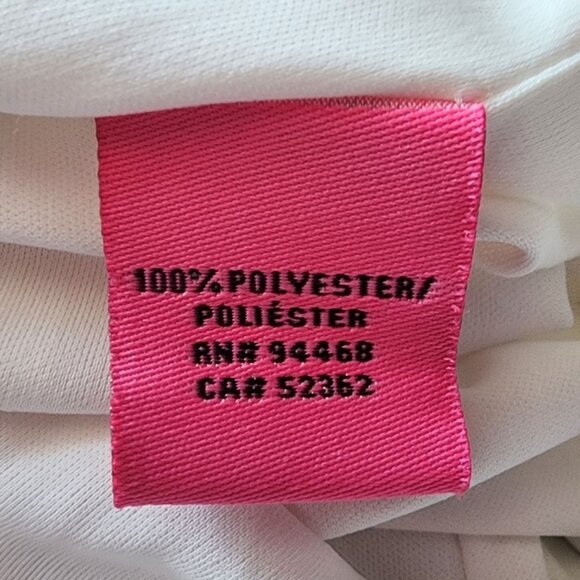 100% POLYESTER/
POLIÉSTER
RN# 94468
CA# 52362